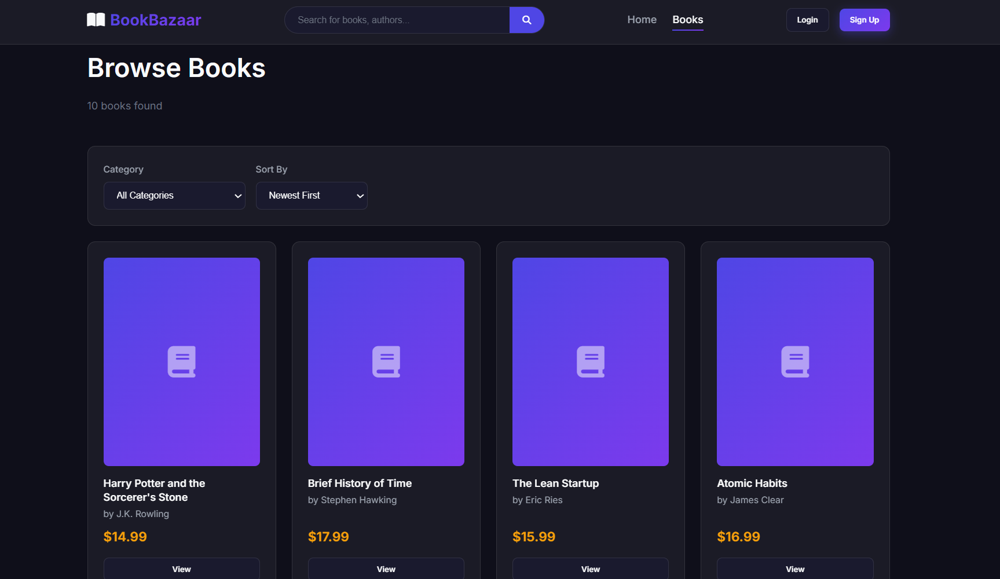 BookBazaar
Search for books, authors...
Home
Books
Login
Sign Up
Browse Books
10 books found
Category
Sort By
All Categories
Newest First
Harry Potter and the
Sorcerer's Stone
by J.K. Rowling
$14.99
View
Brief History of Time
by Stephen Hawking
$17.99
View
The Lean Startup
by Eric Ries
$15.99
View
Atomic Habits
by James Clear
$16.99
View